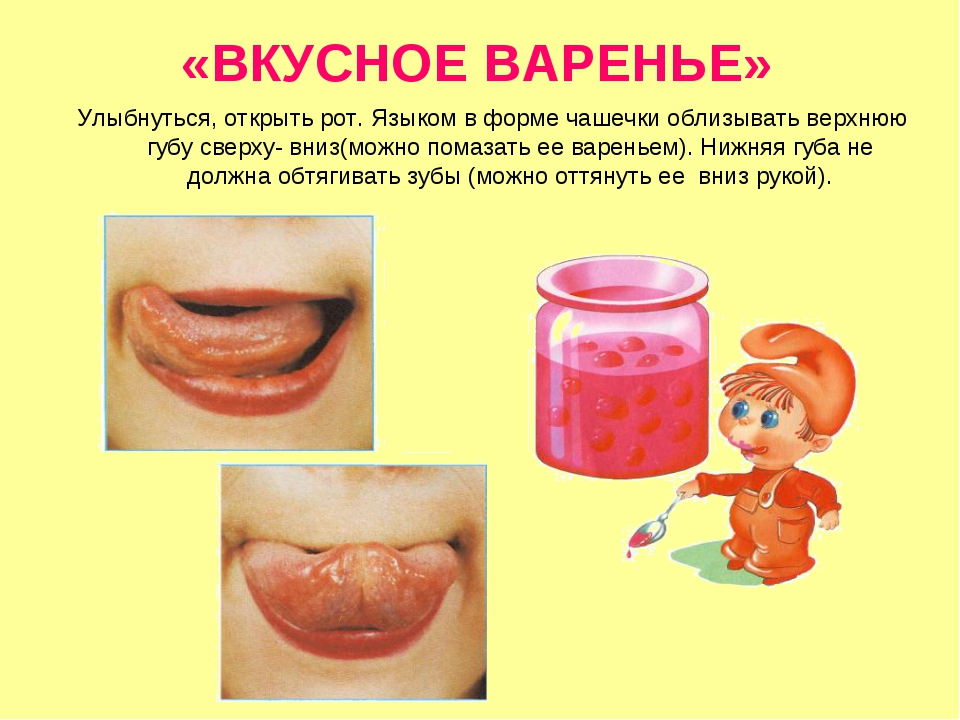 «ВКУСНОЕ ВАРЕНЬЕ»
Улыбнуться, открыть рот. Языком в форме чашечки облизывать верхнюю
губу сверху- вниз(можно помазать ее вареньем). Нижняя губа не
должна обтягивать зубы (можно оттянуть ее  вниз рукой).